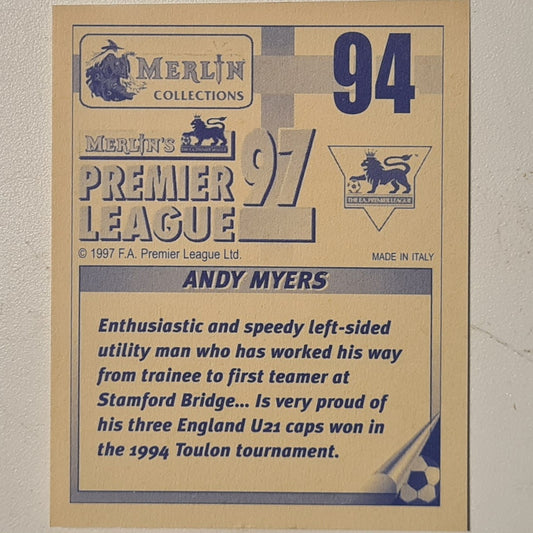 MERLIN
COLLECTIONS
94
MERLIN'S
PREMIER
LEAGUE
97
THE F.A. PREMIER LEAGUE
© 1997 F.A. Premier League Ltd.
MADE IN ITALY
ANDY MYERS
Enthusiastic and speedy left-sided
utility man who has worked his way
from trainee to first teamer at
Stamford Bridge... Is very proud of
his three England U21 caps won in
the 1994 Toulon tournament.